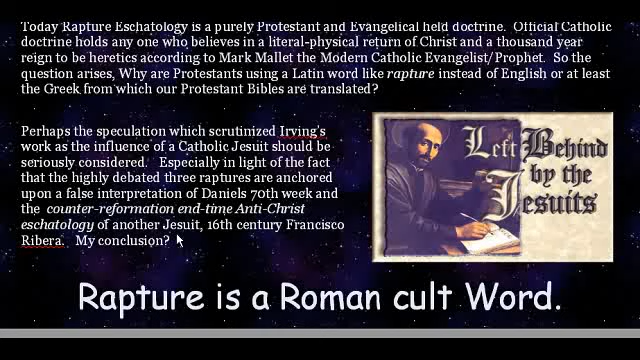 Today Rapture Eschatology is a purely Protestant and Evangelical held doctrine. Official Catholic
doctrine holds any one who believes in a literal-physical return of Christ and a thousand year
reign to be heretics according to Mark Mallet the Modern Catholic Evangelist/Prophet. So the
question arises, Why are Protestants using a Latin word like rapture instead of English or at least
the Greek from which our Protestant Bibles are translated?
Perhaps the speculation which scrutinized Irving's
work as the influence of a Catholic Jesuit should be
seriously considered. Especially in light of the fact
that the highly debated three raptures are anchored
upon a false interpretation of Daniels 70th week and
the counter-reformation end-time Anti-Christ
eschatology of another Jesuit, 16th century Francisco
Ribera. My conclusion?
Left Behind
by the
Jesuits
Rapture is a Roman cult Word.